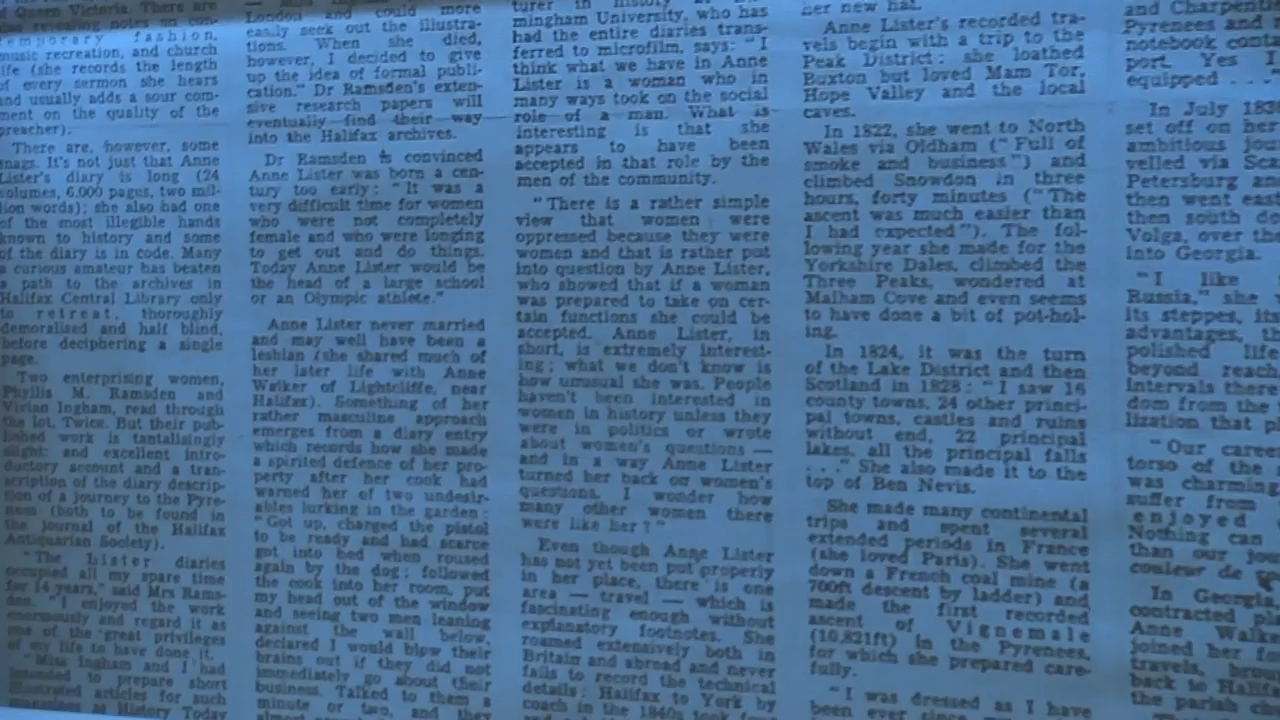 of Queen Victoria. There are
revealing notes on con-
temporary fashion,
music recreation, and church
life (she records the length
of every sermon she hears
and usually adds a sour com-
ment on the quality of the
preacher).
There are, however, some
snags. It's not just that Anne
Lister's diary is long (24
volumes, 6,000 pages, two mil-
lion words); she also had one
of the most illegible hands
known to history and some
of the diary is in code. Many
a curious amateur has beaten
a path to the archives in
Halifax Central Library only
to retreat, thoroughly
demoralised and half blind,
before deciphering a single
page.
Two enterprising women,
Phyllis M. Ramsden and
Vivian Ingham, read through
the lot. Twice. But their pub-
lished work is tantalisingly
slight: and excellent intro-
ductory account and a tran-
scription of the diary descrip-
tion of a journey to the Pyre-
nees (both to be found in
the journal of the Halifax
Antiquarian Society).
"The Lister diaries
occupied all my spare time
for 14 years," said Mrs Rams-
den. "I enjoyed the work
enormously and regard it as
one of the great privileges
of my life to have done it.
"Miss Ingham and I had
intended to prepare short
illustrated articles for such
magazines as History Today
London and could more
easily seek out the illustra-
tions. When she died,
however, I decided to give
up the idea of formal publi-
cation." Dr Ramsden's exten-
sive research papers will
eventually find their way
into the Halifax archives.
Dr Ramsden is convinced
Anne Lister was born a cen-
tury too early: "It was a
very difficult time for women
who were not completely
female and who were longing
to get out and do things.
Today Anne Lister would be
the head of a large school
or an Olympic athlete."
Anne Lister never married
and may well have been a
lesbian (she shared much of
her later life with Anne
Walker of Lightcliffe, near
Halifax). Something of her
rather masculine approach
emerges from a diary entry
which records how she made
a spirited defence of her pro-
perty after her cook had
warned her of two undesir-
ables lurking in the garden:
"Got up, charged the pistol
to be ready and had scarce
got into bed when roused
again by the dog: followed
the cook into her room, put
my head out of the window
and seeing two men leaning
against the wall below,
declared I would blow their
brains out if they did not
immediately go about their
business. Talked to them a
minute or two, and they
turer in history at
mingham University, who has
had the entire diaries trans-
ferred to microfilm, says: "I
think what we have in Anne
Lister is a woman who in
many ways took on the social
role of a man. What is
interesting is that she
appears to have been
accepted in that role by the
men of the community.
"There is a rather simple
view that women were
oppressed because they were
women and that is rather put
into question by Anne Lister,
who showed that if a woman
was prepared to take on cer-
tain functions she could be
accepted. Anne Lister, in
short, is extremely interest-
ing; what we don't know is
how unusual she was. People
haven't been interested in
women in history unless they
were in politics or wrote
about women's questions —
and in a way Anne Lister
turned her back on women's
questions. I wonder how
many other women there
were like her?"
Even though Anne Lister
has not yet been put properly
in her place, there is one
area — travel — which is
fascinating enough without
explanatory footnotes. She
roamed extensively both in
Britain and abroad and never
fails to record the technical
details: Halifax to York by
coach in the 1840s took four
her new hat.
Anne Lister's recorded tra-
vels begin with a trip to the
Peak District: she loathed
Buxton but loved Mam Tor,
Hope Valley and the local
caves.
In 1822, she went to North
Wales via Oldham ("Full of
smoke and business") and
climbed Snowdon in three
hours, forty minutes ("The
ascent was much easier than
I had expected"). The fol-
lowing year she made for the
Yorkshire Dales, climbed the
Three Peaks, wondered at
Malham Cove and even seems
to have done a bit of pot-hol-
ing.
In 1824, it was the turn
of the Lake District and then
Scotland in 1828: "I saw 16
county towns, 24 other princi-
pal towns, castles and ruins
without end, 22 principal
lakes, all the principal falls
. . ." She also made it to the
top of Ben Nevis.
She made many continental
trips and spent several
extended periods in France
(she loved Paris). She went
down a French coal mine (a
700ft descent by ladder) and
made the first recorded
ascent of Vignemale
(10,821ft) in the Pyrenees,
for which she prepared care-
fully.
"I was dressed as I have
been ever since
and Charpenti
Pyrenees and
notebook conta
port. Yes I
equipped . . ."
In July 183
set off on her
ambitious jou
velled via Sca
Petersburg an
then went east
then south do
Volga, over th
into Georgia.
"I like
Russia," she
its steppes, its
advantages, th
polished life
beyond reach
intervals there
dom from the
lization that p
"Our career
torso of the
was charming
suffer from
enjoyed
Nothing can
than our jou
couleur de
In Georgia,
contracted pla
Anne Walke
joined her fo
travels, brou
back to Halifa
the parish ch